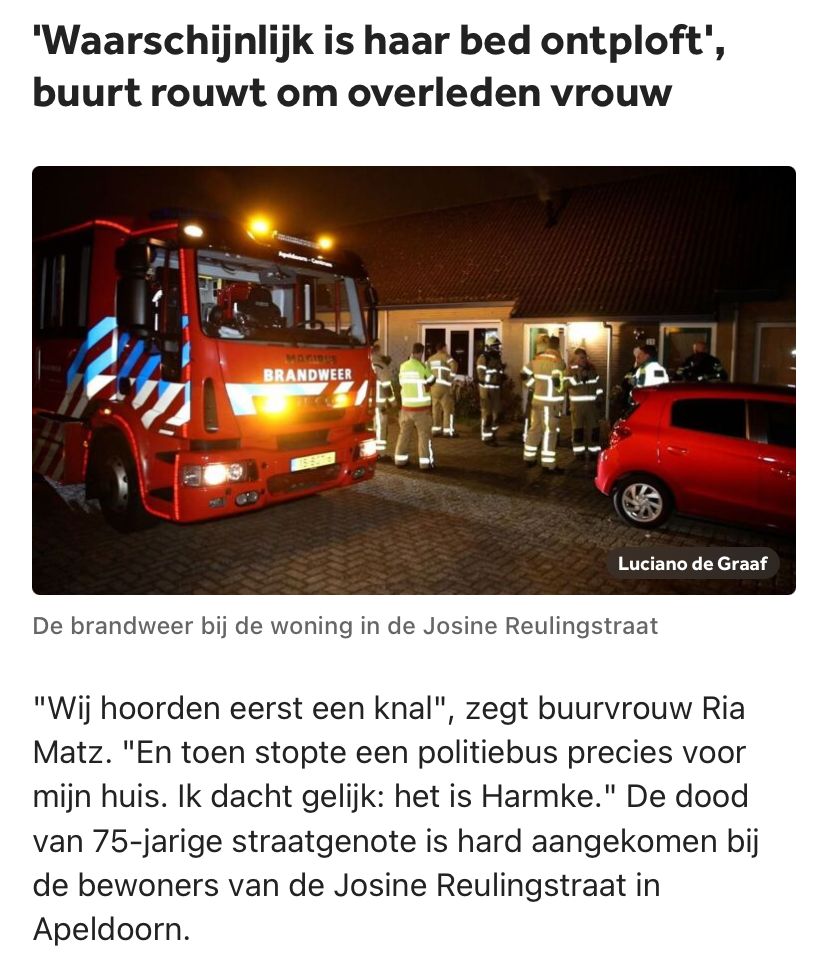 'Waarschijnlijk is haar bed ontploft',
buurt rouwt om overleden vrouw
Apeldoorn - Centrum
MAGIRUS
BRANDWEER
Luciano de Graaf
De brandweer bij de woning in de Josine Reulingstraat
"Wij hoorden eerst een knal", zegt buurvrouw Ria
Matz. "En toen stopte een politiebus precies voor
mijn huis. Ik dacht gelijk: het is Harmke." De dood
van 75-jarige straatgenote is hard aangekomen bij
de bewoners van de Josine Reulingstraat in
Apeldoorn.